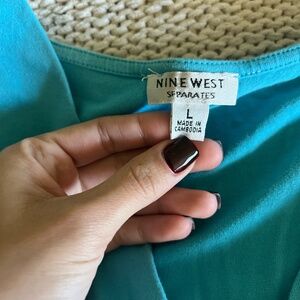 NINE WEST
SEPARATES
L
MADE IN
CAMBODIA